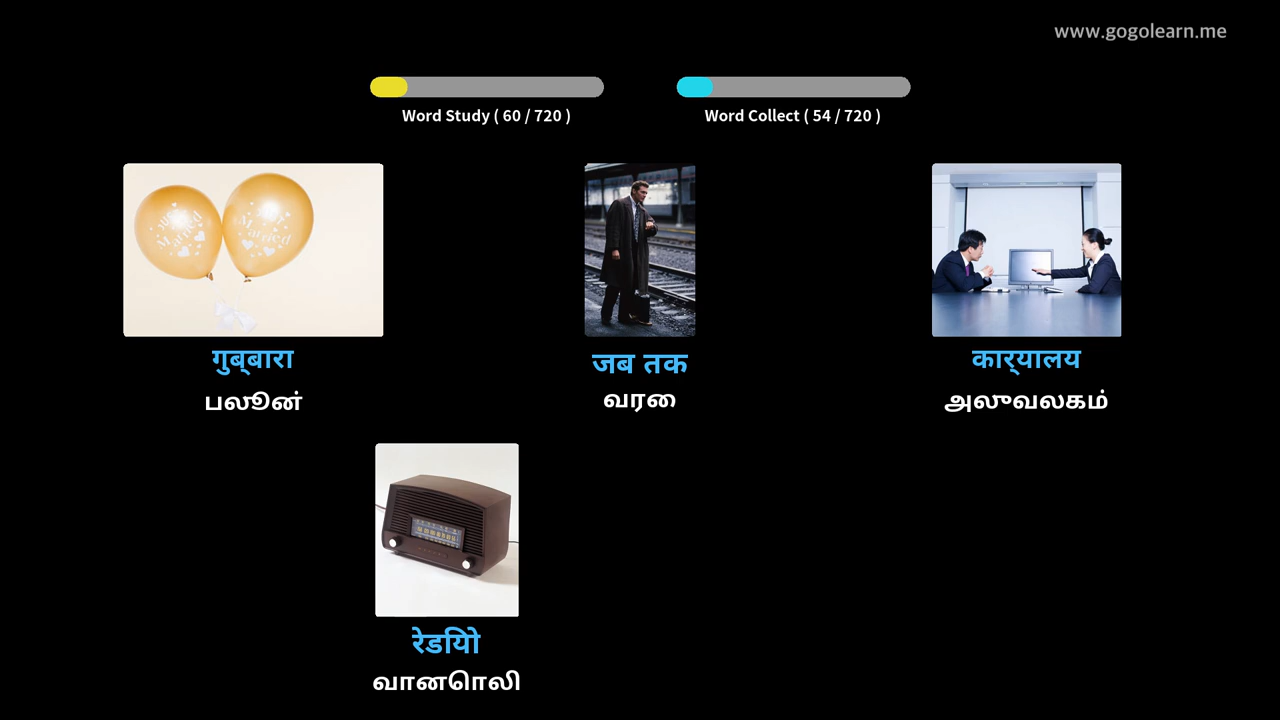 www.gogolearn.me
Word Study ( 60 / 720 )
Word Collect ( 54 / 720 )
गुब्बारा
जब तक
कार्यालय
பலூன்
வரை
அலுவலகம்
रेडियो
வானொலி